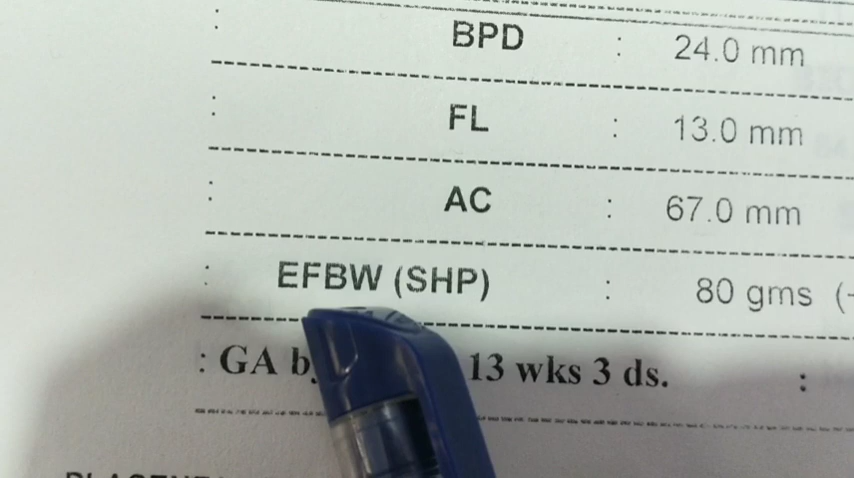 : BPD : 24.0 mm
: FL : 13.0 mm
: AC : 67.0 mm
: EFBW (SHP) : 80 gms (
: GA 13 wks 3 ds. :